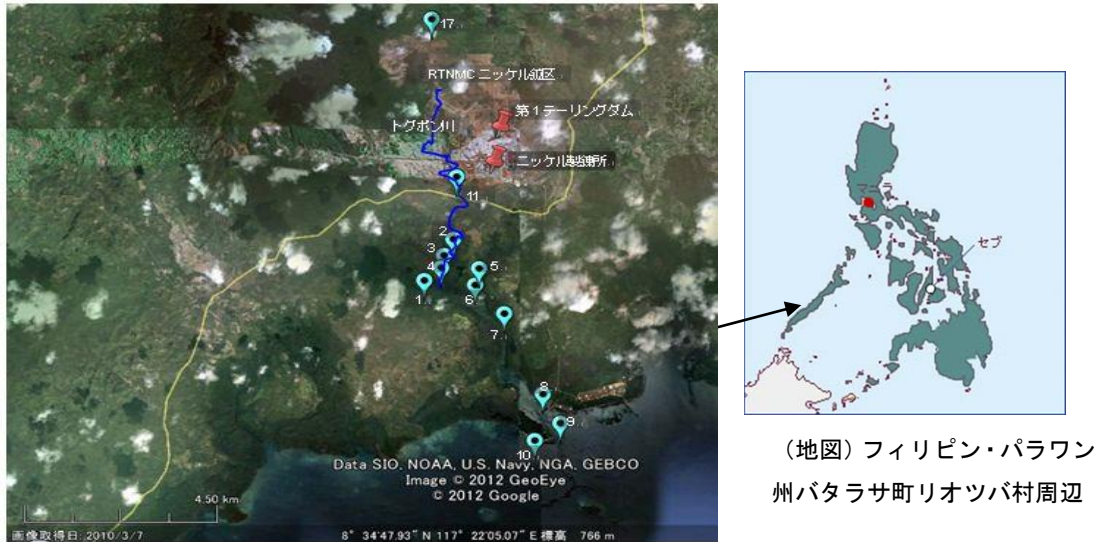 17
RTNMC ニッケル鉱区
第1テーリングダム
トグポン川
ニッケル製錬所
11
2
3
4
5
1
6
7
8
9
10
Data SIO, NOAA, U.S. Navy, NGA, GEBCO
Image © 2012 GeoEye
© 2012 Google
4.50 km
画像取得日: 2010/3/7
8° 34'47.93" N 117° 22'05.07" E 標高 766 m
マニラ
セブ
(地図) フィリピン・パラワン
州バタラサ町リオツバ村周辺